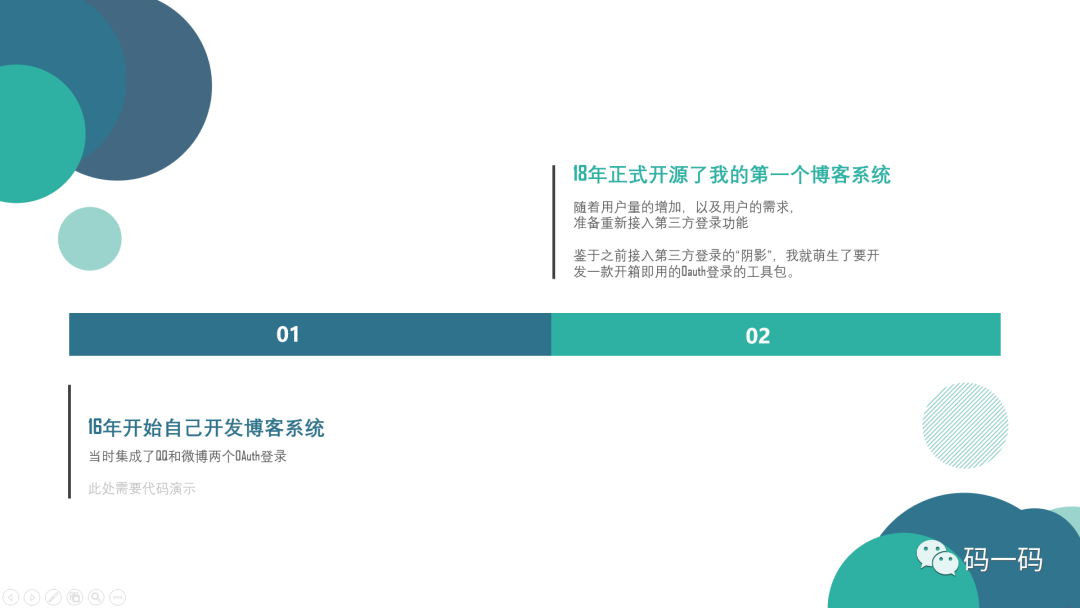 18年正式开源了我的第一个博客系统
随着用户量的增加，以及用户的需求，
准备重新接入第三方登录功能
鉴于之前接入第三方登录的“阴影”，我就萌生了要开
发一款开箱即用的Oauth登录的工具包。
01
02
16年开始自己开发博客系统
当时集成了QQ和微博两个OAuth登录
此处需要代码演示
码一码